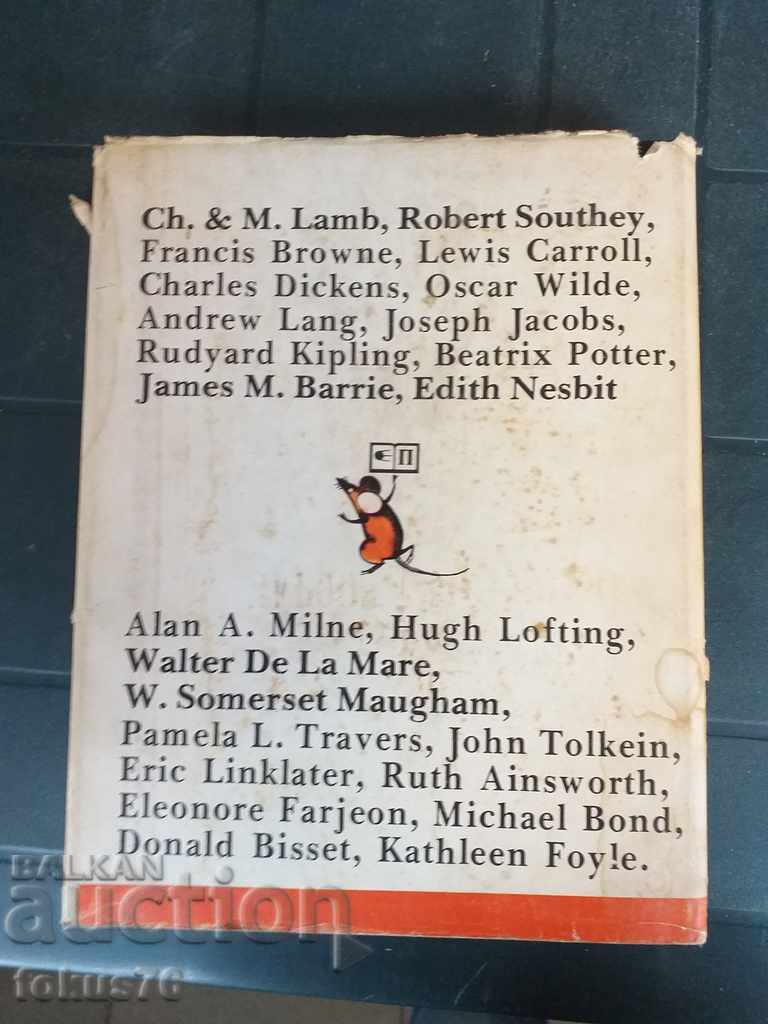 Ch. & M. Lamb, Robert Southey,
Francis Browne, Lewis Carroll,
Charles Dickens, Oscar Wilde,
Andrew Lang, Joseph Jacobs,
Rudyard Kipling, Beatrix Potter,
James M. Barrie, Edith Nesbit
єП
Alan A. Milne, Hugh Lofting,
Walter De La Mare,
W. Somerset Maugham,
Pamela L. Travers, John Tolkein,
Eric Linklater, Ruth Ainsworth,
Eleonore Farjeon, Michael Bond,
Donald Bisset, Kathleen Foyle.
BALKAN
auction
tokus76